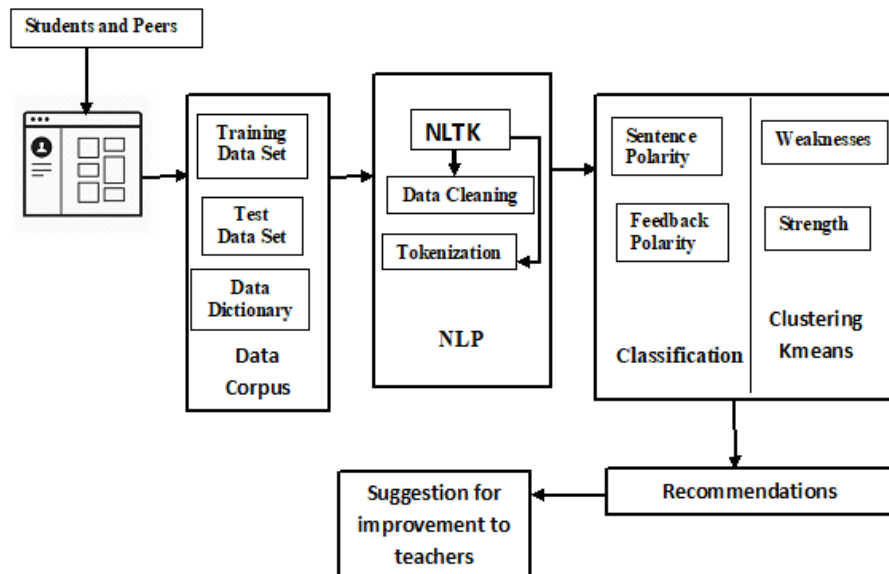 Students and Peers
Training
Data Set
Test
Data Set
Data
Dictionary
Data
Corpus
NLTK
Data Cleaning
Tokenization
NLP
Sentence
Polarity
Feedback
Polarity
Classification
Weaknesses
Strength
Clustering
Kmeans
Recommendations
Suggestion for
improvement to
teachers